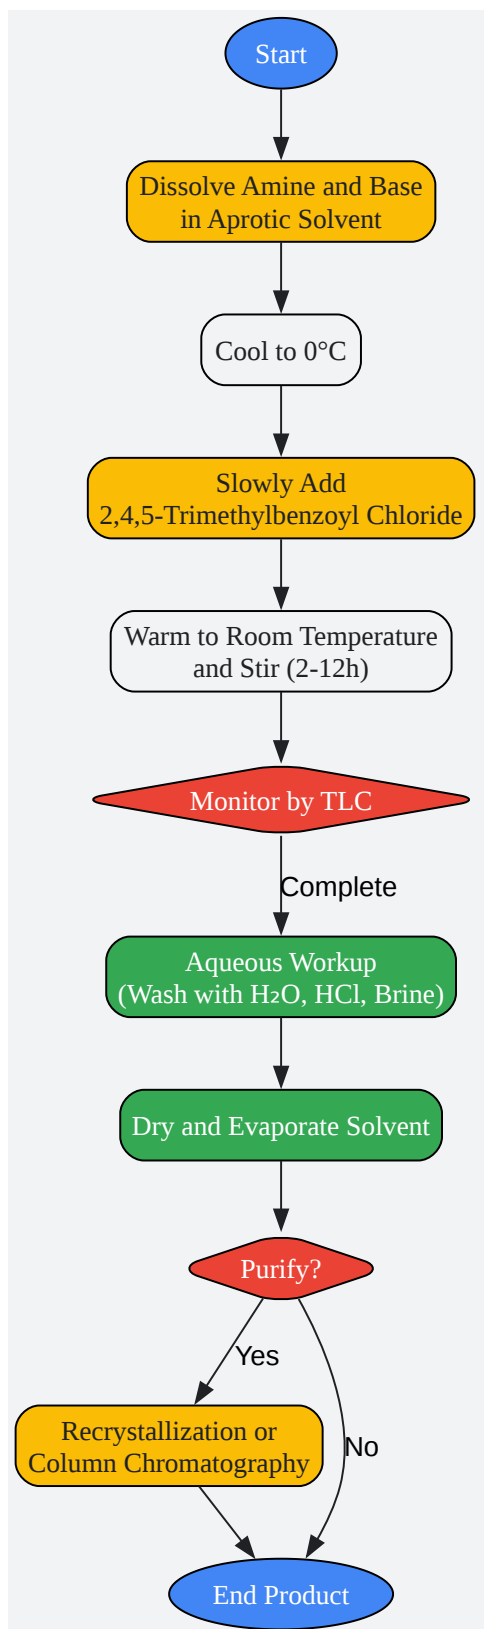 Start
Dissolve Amine and Base
in Aprotic Solvent
Cool to 0°C
Slowly Add
2,4,5-Trimethylbenzoyl Chloride
Warm to Room Temperature
and Stir (2-12h)
Monitor by TLC
Complete
Aqueous Workup
(Wash with H₂O, HCl, Brine)
Dry and Evaporate Solvent
Purify?
Yes
Recrystallization or
Column Chromatography
No
End Product